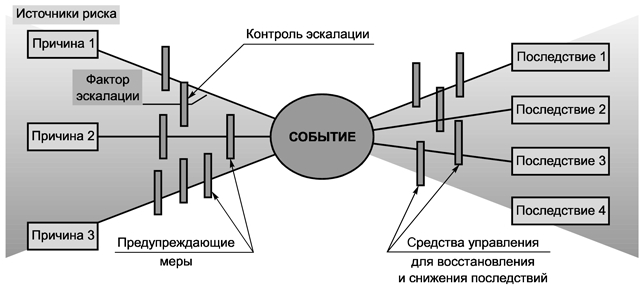 Источники риска
Причина 1
Контроль эскалации
Фактор
эскалации
Причина 2
Причина 3
СОБЫТИЕ
Предупреждающие
меры
Последствие 1
Последствие 2
Последствие 3
Последствие 4
Средства управления
для восстановления
и снижения последствий